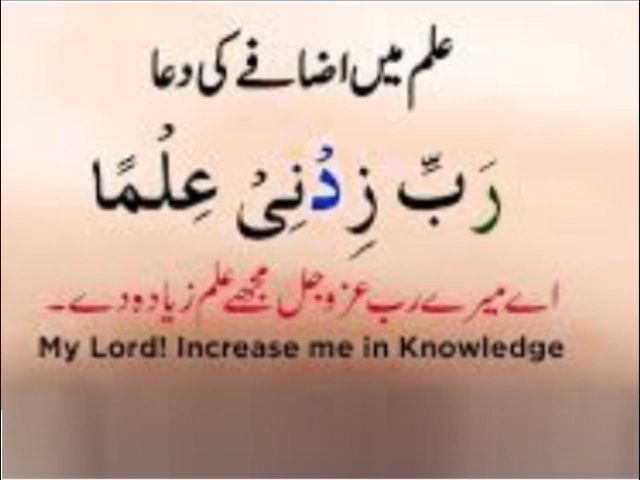 علم میں اضافے کی دعا
رَبِّ زِدْنِیْ عِلْمًا
اے میرے رب عزوجل مجھے علم زیادہ دے۔
My Lord! Increase me in Knowledge